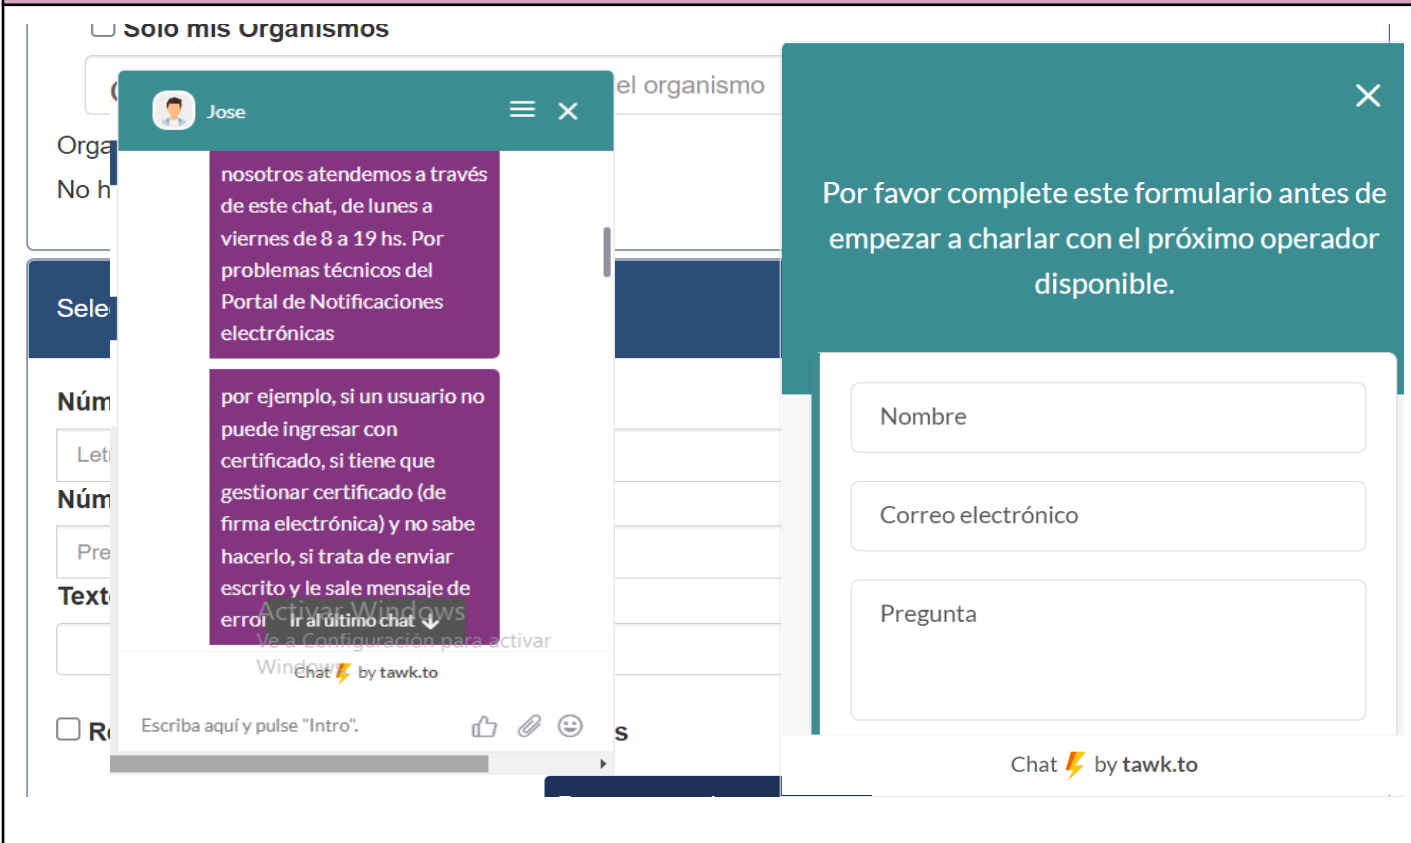 Solo mis Organismos
el organismo
Orga
No h
Sele
Núm
Letr
Núm
Pre
Text
Re
s
Jose
nosotros atendemos a través
de este chat, de lunes a
viernes de 8 a 19 hs. Por
problemas técnicos del
Portal de Notificaciones
electrónicas
por ejemplo, si un usuario no
puede ingresar con
certificado, si tiene que
gestionar certificado (de
firma electrónica) y no sabe
hacerlo, si trata de enviar
escrito y le sale mensaje de
error
Ir al último chat
Activar Windows
Ve a Configuración para activar
Windows.
Chat by tawk.to
Escriba aquí y pulse "Intro".
Por favor complete este formulario antes de
empezar a charlar con el próximo operador
disponible.
Nombre
Correo electrónico
Pregunta
Chat by tawk.to